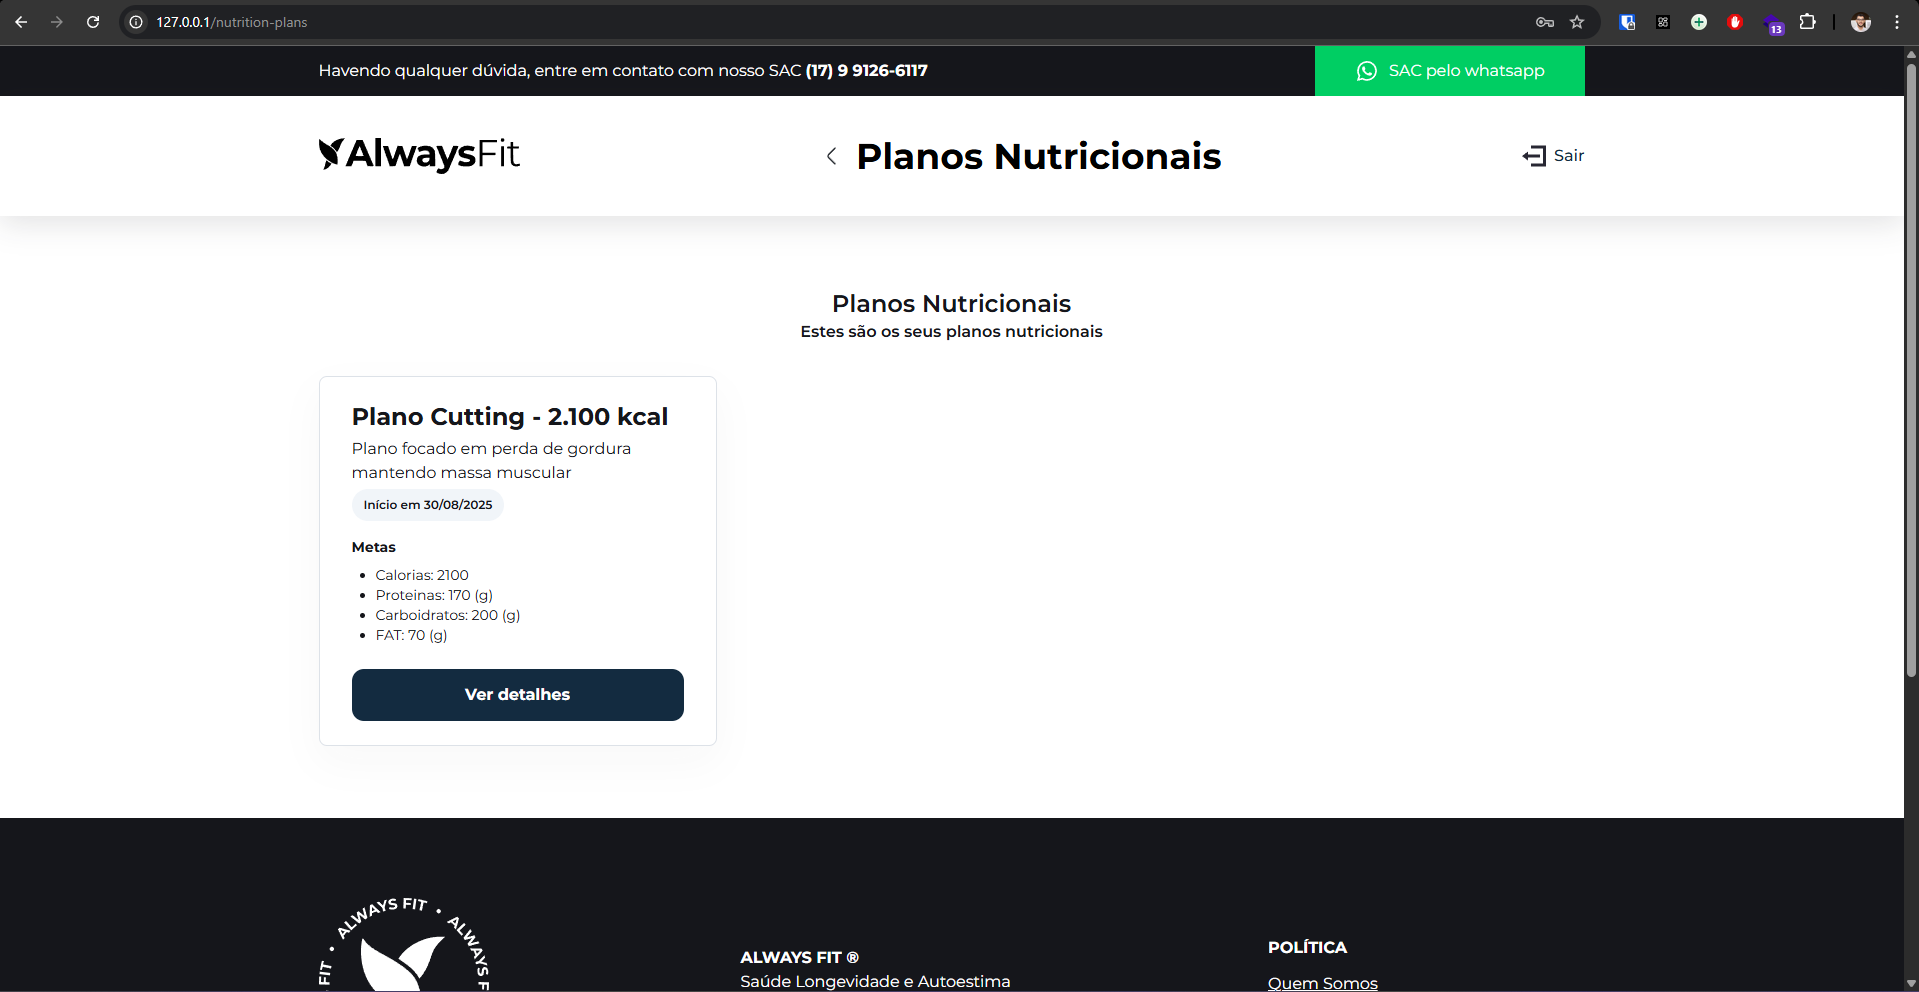 127.0.0.1/nutrition-plans
13
Havendo qualquer dúvida, entre em contato com nosso SAC (17) 9 9126-6117
SAC pelo whatsapp
AlwaysFit
Planos Nutricionais
Sair
Planos Nutricionais
Estes são os seus planos nutricionais
Plano Cutting - 2.100 kcal
Plano focado em perda de gordura
mantendo massa muscular
Início em 30/08/2025
Metas
Calorias: 2100
Proteinas: 170 (g)
Carboidratos: 200 (g)
FAT: 70 (g)
Ver detalhes
FIT • ALWAYS FIT • ALWAYS F
ALWAYS FIT ®
Saúde Longevidade e Autoestima
POLÍTICA
Quem Somos